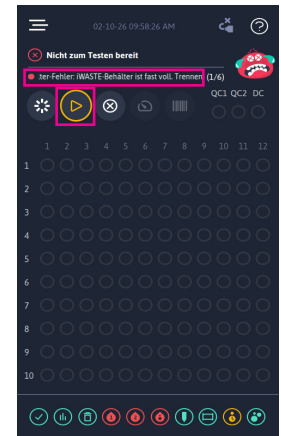 02-10-26 09:58:26 AM
Nicht zum Testen bereit
:ter-Fehler: iWASTE-Behälter ist fast voll. Trennen (1/6)
QC1 QC2 DC
1 2 3 4 5 6 7 8 9 10 11 12
1
2
3
4
5
6
7
8
9
10